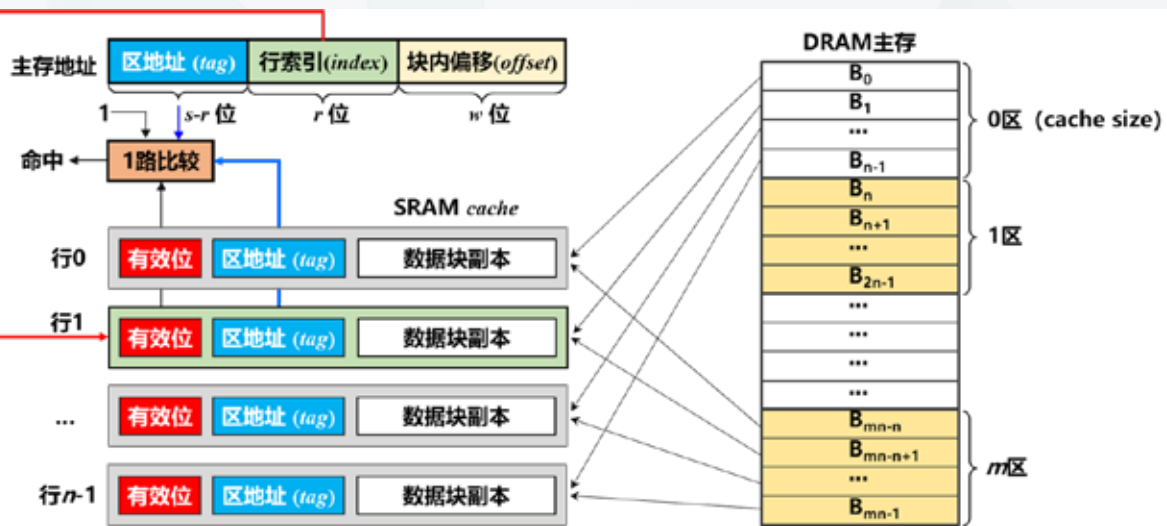 主存地址 区地址 (tag) 行索引(index) 块内偏移(offset)
s-r 位 r 位 w 位
1
命中 1路比较
SRAM cache
行0 有效位 区地址 (tag) 数据块副本
行1 有效位 区地址 (tag) 数据块副本
... 有效位 区地址 (tag) 数据块副本
行n-1 有效位 区地址 (tag) 数据块副本
DRAM主存
B0
B1
...
Bn-1
0区 (cache size)
Bn
Bn+1
...
B2n-1
1区
...
...
...
...
Bmn-n
Bmn-n+1
...
Bmn-1
m区